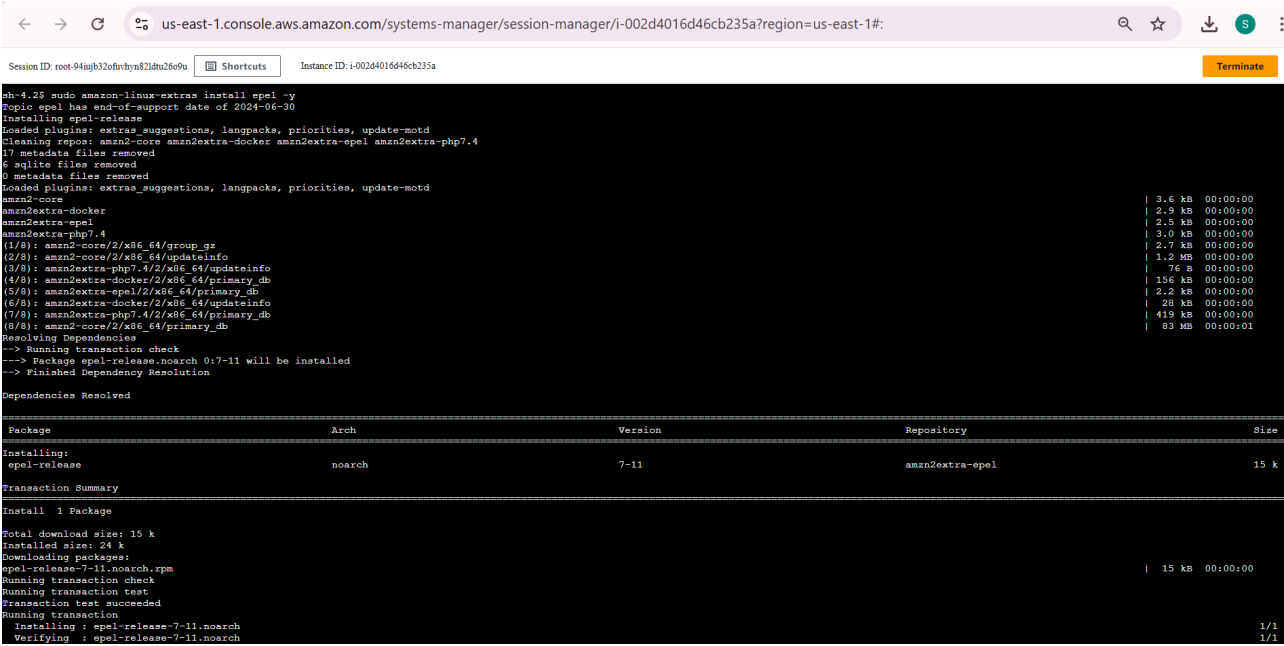 us-east-1.console.aws.amazon.com/systems-manager/session-manager/i-002d4016d46cb235a?region=us-east-1#:
S
Session ID: root-94iujb32ofuvhyn82ldtu26o9u Shortcuts Instance ID: i-002d4016d46cb235a Terminate
sh-4.2$ sudo amazon-linux-extras install epel -y
Topic epel has end-of-support date of 2024-06-30
Installing epel-release
Loaded plugins: extras_suggestions, langpacks, priorities, update-motd
Cleaning repos: amzn2-core amzn2extra-docker amzn2extra-epel amzn2extra-php7.4
17 metadata files removed
6 sqlite files removed
0 metadata files removed
Loaded plugins: extras_suggestions, langpacks, priorities, update-motd
amzn2-core | 3.6 kB 00:00:00
amzn2extra-docker | 2.9 kB 00:00:00
amzn2extra-epel | 2.5 kB 00:00:00
amzn2extra-php7.4 | 3.0 kB 00:00:00
(1/8): amzn2-core/2/x86_64/group_gz | 2.7 kB 00:00:00
(2/8): amzn2-core/2/x86_64/updateinfo | 1.2 MB 00:00:00
(3/8): amzn2extra-php7.4/2/x86_64/updateinfo | 76 B 00:00:00
(4/8): amzn2extra-docker/2/x86_64/primary_db | 156 kB 00:00:00
(5/8): amzn2extra-epel/2/x86_64/primary_db | 2.2 kB 00:00:00
(6/8): amzn2extra-docker/2/x86_64/updateinfo | 28 kB 00:00:00
(7/8): amzn2extra-php7.4/2/x86_64/primary_db | 419 kB 00:00:00
(8/8): amzn2-core/2/x86_64/primary_db | 83 MB 00:00:01
Resolving Dependencies
--> Running transaction check
---> Package epel-release.noarch 0:7-11 will be installed
--> Finished Dependency Resolution
Dependencies Resolved
Package Arch Version Repository Size
Installing:
epel-release noarch 7-11 amzn2extra-epel 15 k
Transaction Summary
Install 1 Package
Total download size: 15 k
Installed size: 24 k
Downloading packages:
epel-release-7-11.noarch.rpm | 15 kB 00:00:00
Running transaction check
Running transaction test
Transaction test succeeded
Running transaction
Installing : epel-release-7-11.noarch 1/1
Verifying : epel-release-7-11.noarch 1/1